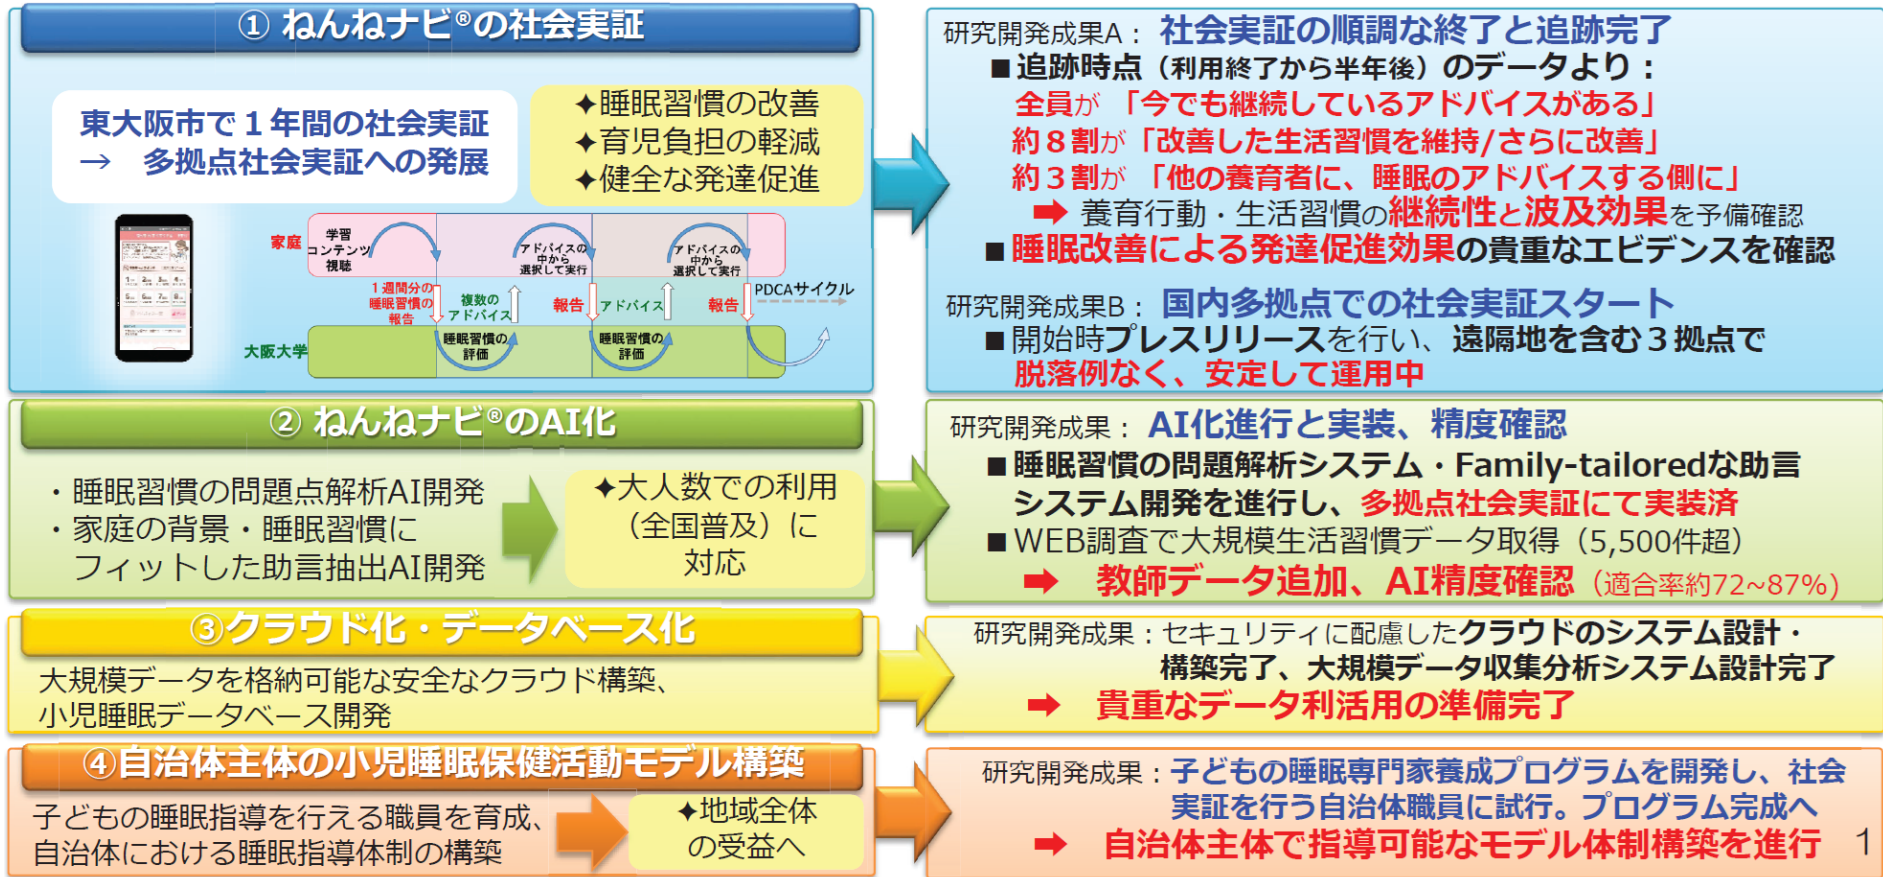 ① ねんねナビ®の社会実証
東大阪市で1年間の社会実証
→ 多拠点社会実証への発展
✦睡眠習慣の改善
✦育児負担の軽減
✦健全な発達促進
家庭
学習
コンテンツ
視聴
アドバイスの
中から
選択して実行
アドバイスの
中から
選択して実行
1週間分の
睡眠習慣の
報告
複数の
アドバイス
報告
アドバイス
報告
PDCAサイクル
大阪大学
睡眠習慣の
評価
睡眠習慣の
評価
研究開発成果A: 社会実証の順調な終了と追跡完了
■追跡時点（利用終了から半年後）のデータより：
全員が「今でも継続しているアドバイスがある」
約8割が「改善した生活習慣を維持/さらに改善」
約3割が「他の養育者に、睡眠のアドバイスする側に」
➡ 養育行動・生活習慣の継続性と波及効果を予備確認
■睡眠改善による発達促進効果の貴重なエビデンスを確認
研究開発成果B: 国内多拠点での社会実証スタート
■開始時プレスリリースを行い、遠隔地を含む3拠点で
脱落例なく、安定して運用中
② ねんねナビ®のAI化
・睡眠習慣の問題点解析AI開発
・家庭の背景・睡眠習慣に
フィットした助言抽出AI開発
✦大人数での利用
（全国普及）に
対応
研究開発成果: AI化進行と実装、精度確認
■睡眠習慣の問題解析システム・Family-tailoredな助言
システム開発を進行し、多拠点社会実証にて実装済
■WEB調査で大規模生活習慣データ取得（5,500件超）
➡ 教師データ追加、AI精度確認（適合率約72~87%）
③クラウド化・データベース化
大規模データを格納可能な安全なクラウド構築、
小児睡眠データベース開発
研究開発成果：セキュリティに配慮したクラウドのシステム設計・
構築完了、大規模データ収集分析システム設計完了
➡ 貴重なデータ利活用の準備完了
④自治体主体の小児睡眠保健活動モデル構築
子どもの睡眠指導を行える職員を育成、
自治体における睡眠指導体制の構築
✦地域全体
の受益へ
研究開発成果：子どもの睡眠専門家養成プログラムを開発し、社会
実証を行う自治体職員に試行。プログラム完成へ
➡ 自治体主体で指導可能なモデル体制構築を進行
1